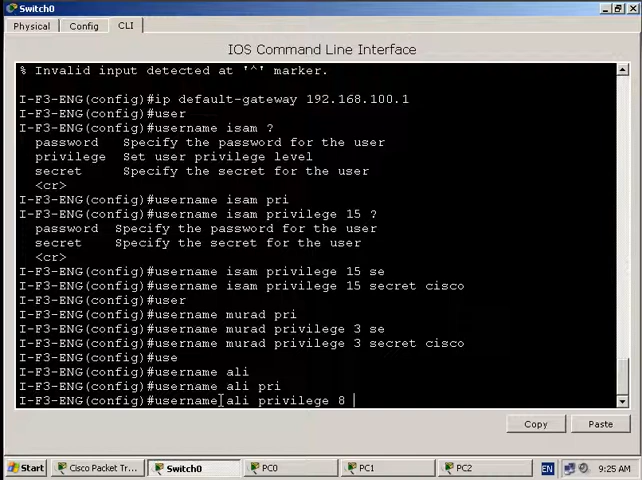 Switch0
Physical Config CLI
IOS Command Line Interface
% Invalid input detected at '^' marker.
I-F3-ENG(config)#ip default-gateway 192.168.100.1
I-F3-ENG(config)#user
I-F3-ENG(config)#username isam ?
password Specify the password for the user
privilege Set user privilege level
secret Specify the secret for the user
<cr>
I-F3-ENG(config)#username isam pri
I-F3-ENG(config)#username isam privilege 15 ?
password Specify the password for the user
secret Specify the secret for the user
<cr>
I-F3-ENG(config)#username isam privilege 15 se
I-F3-ENG(config)#username isam privilege 15 secret cisco
I-F3-ENG(config)#user
I-F3-ENG(config)#username murad pri
I-F3-ENG(config)#username murad privilege 3 se
I-F3-ENG(config)#username murad privilege 3 secret cisco
I-F3-ENG(config)#use
I-F3-ENG(config)#username ali
I-F3-ENG(config)#username ali pri
I-F3-ENG(config)#username ali privilege 8
Copy Paste
Start Cisco Packet Tr... Switch0 PC0 PC1 PC2 EN 9:25 AM